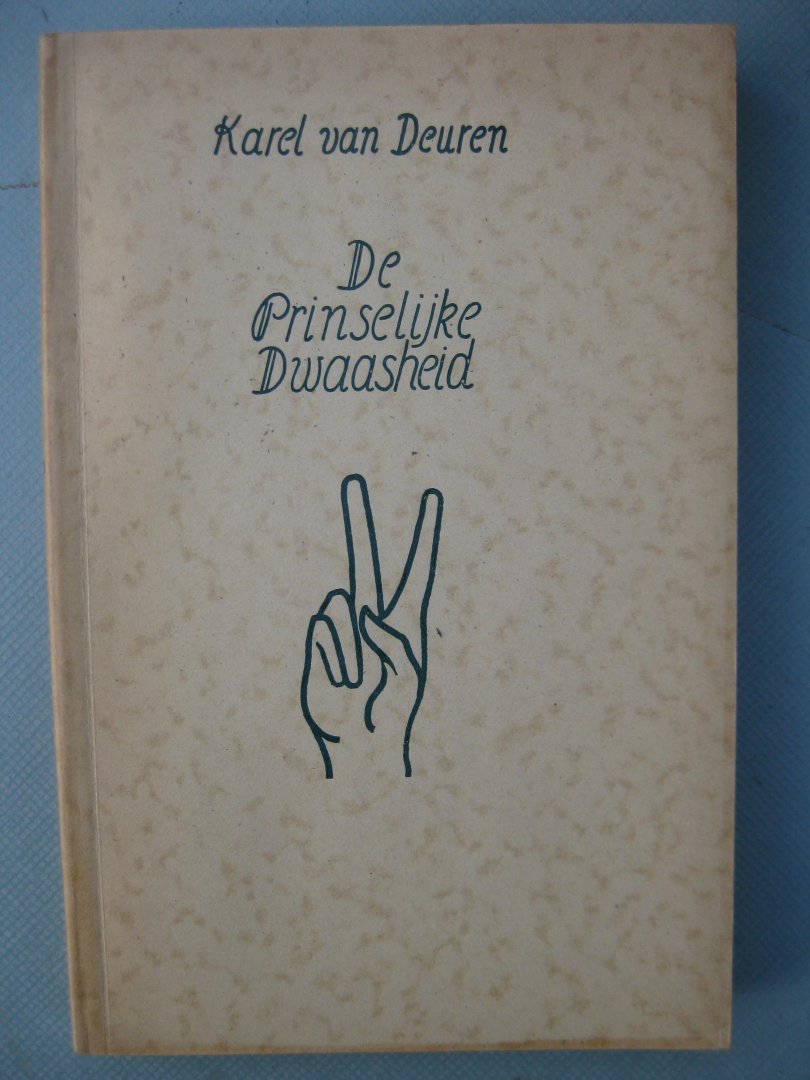 Karel van Deuren
De
Prinselijke
Dwaasheid